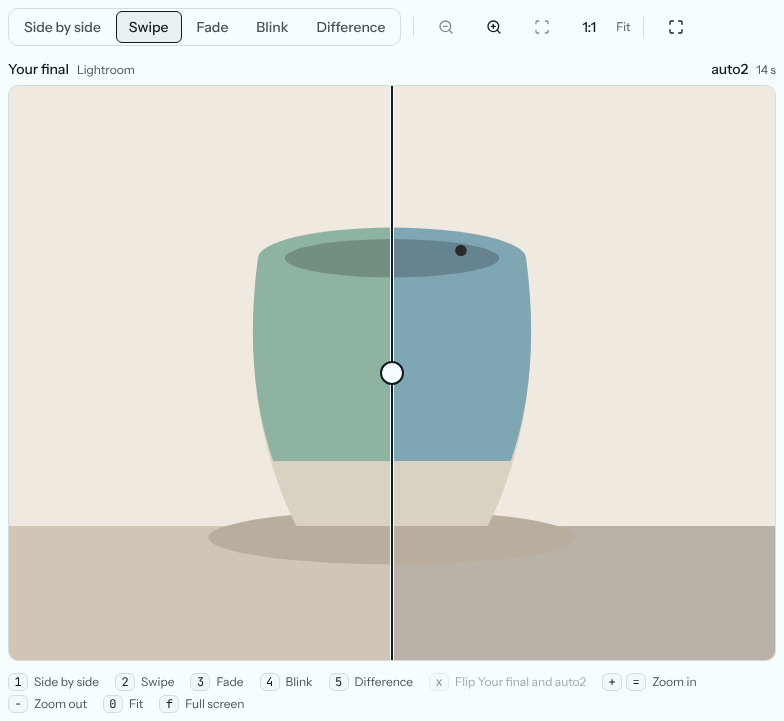 Side by side Swipe Fade Blink Difference 1:1 Fit
Your final Lightroom auto2 14 s
1 Side by side 2 Swipe 3 Fade 4 Blink 5 Difference x Flip Your final and auto2 + = Zoom in
- Zoom out 0 Fit f Full screen